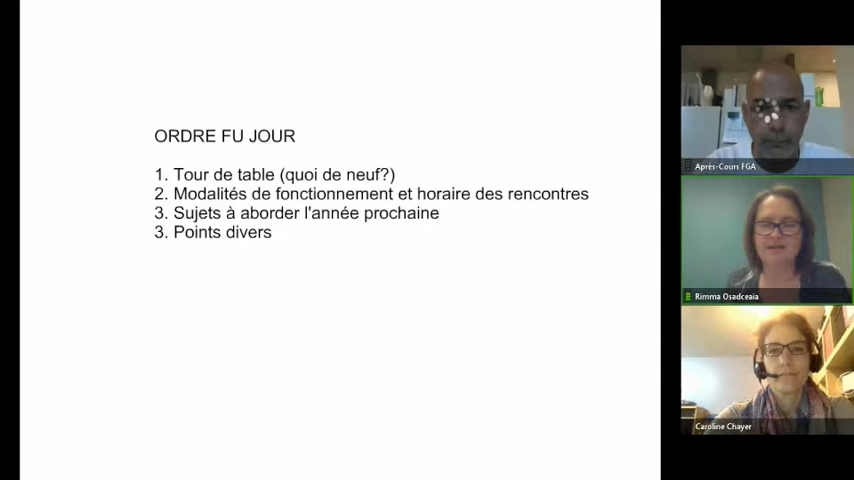 ORDRE FU JOUR
1. Tour de table (quoi de neuf?)
2. Modalités de fonctionnement et horaire des rencontres
3. Sujets à aborder l'année prochaine
3. Points divers
Après-Cours FGA
Rimma Osadceaia
Caroline Chayer